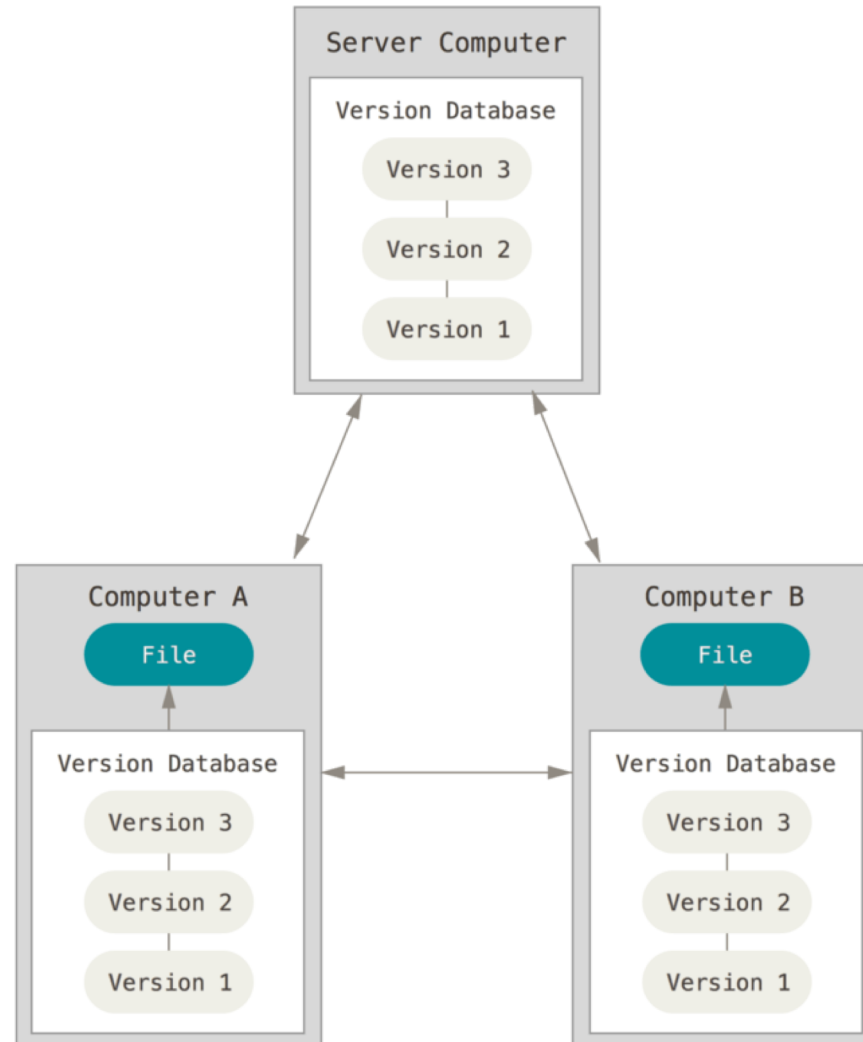 Server Computer
Version Database
Version 3
Version 2
Version 1
Computer A
File
Version Database
Version 3
Version 2
Version 1
Computer B
File
Version Database
Version 3
Version 2
Version 1